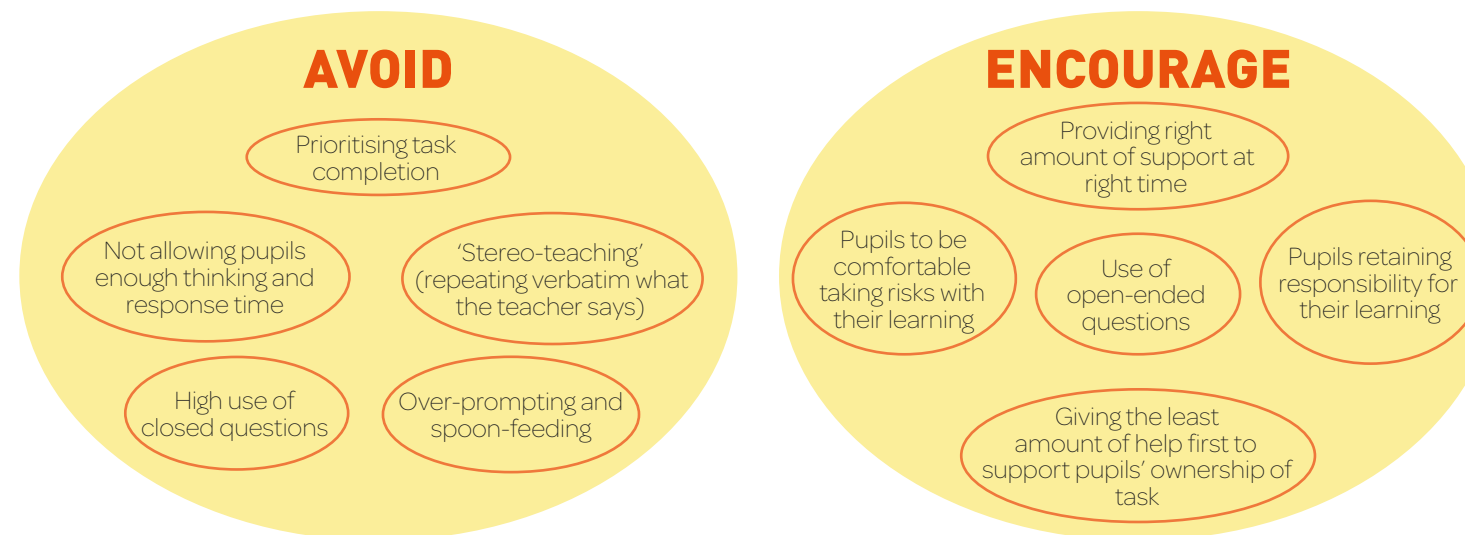 AVOID
Prioritising task
completion
Not allowing pupils
enough thinking and
response time
‘Stereo-teaching’
(repeating verbatim what
the teacher says)
High use of
closed questions
Over-prompting and
spoon-feeding
ENCOURAGE
Providing right
amount of support at
right time
Pupils to be
comfortable
taking risks with
their learning
Use of
open-ended
questions
Pupils retaining
responsibility for
their learning
Giving the least
amount of help first to
support pupils’ ownership of
task